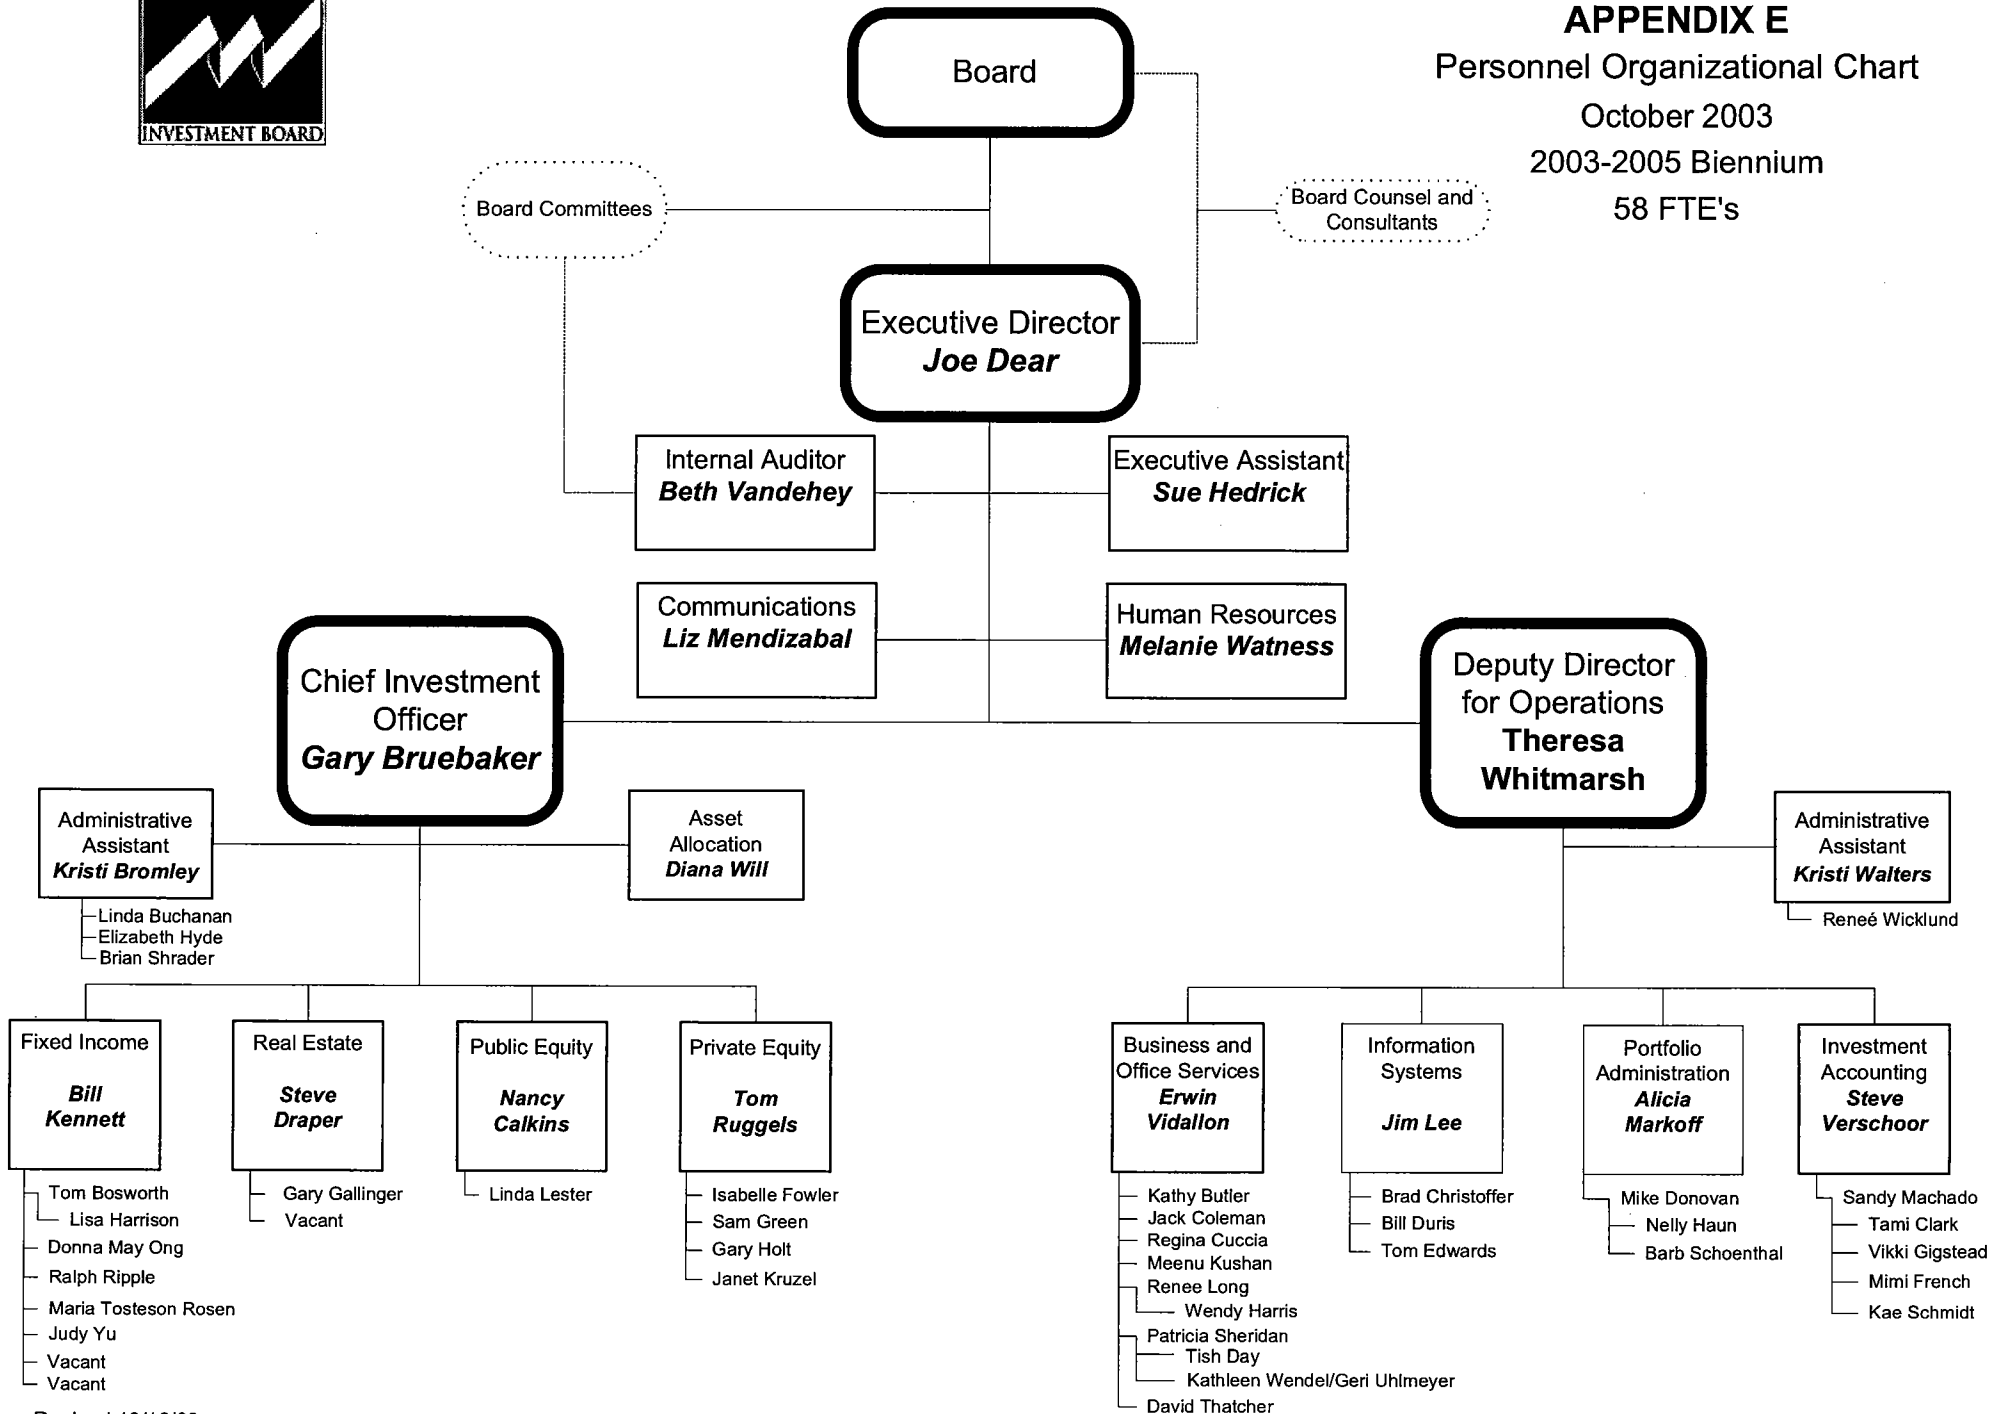 INVESTMENT BOARD
APPENDIX E
Personnel Organizational Chart
October 2003
2003-2005 Biennium
58 FTE's
Board
Board Committees
Board Counsel and
Consultants
Executive Director
Joe Dear
Internal Auditor
Beth Vandehey
Executive Assistant
Sue Hedrick
Communications
Liz Mendizabal
Human Resources
Melanie Watness
Chief Investment
Officer
Gary Bruebaker
Deputy Director
for Operations
Theresa
Whitmarsh
Administrative
Assistant
Kristi Bromley
Linda Buchanan
Elizabeth Hyde
Brian Shrader
Asset
Allocation
Diana Will
Administrative
Assistant
Kristi Walters
Reneé Wicklund
Fixed Income
Bill
Kennett
Tom Bosworth
Lisa Harrison
Donna May Ong
Ralph Ripple
Maria Tosteson Rosen
Judy Yu
Vacant
Vacant
Real Estate
Steve
Draper
Gary Gallinger
Vacant
Public Equity
Nancy
Calkins
Linda Lester
Private Equity
Tom
Ruggels
Isabelle Fowler
Sam Green
Gary Holt
Janet Kruzel
Business and
Office Services
Erwin
Vidallon
Kathy Butler
Jack Coleman
Regina Cuccia
Meenu Kushan
Renee Long
Wendy Harris
Patricia Sheridan
Tish Day
Kathleen Wendel/Geri Uhlmeyer
David Thatcher
Information
Systems
Jim Lee
Brad Christoffer
Bill Duris
Tom Edwards
Portfolio
Administration
Alicia
Markoff
Mike Donovan
Nelly Haun
Barb Schoenthal
Investment
Accounting
Steve
Verschoor
Sandy Machado
Tami Clark
Vikki Gigstead
Mimi French
Kae Schmidt